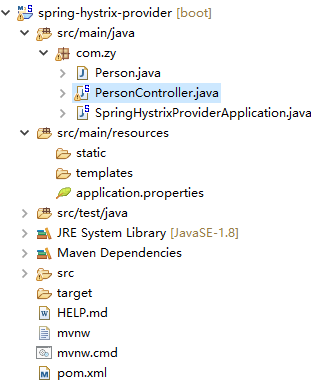 spring-hystrix-provider [boot]
src/main/java
com.zy
Person.java
PersonController.java
SpringHystrixProviderApplication.java
src/main/resources
static
templates
application.properties
src/test/java
JRE System Library [JavaSE-1.8]
Maven Dependencies
src
target
HELP.md
mvnw
mvnw.cmd
pom.xml